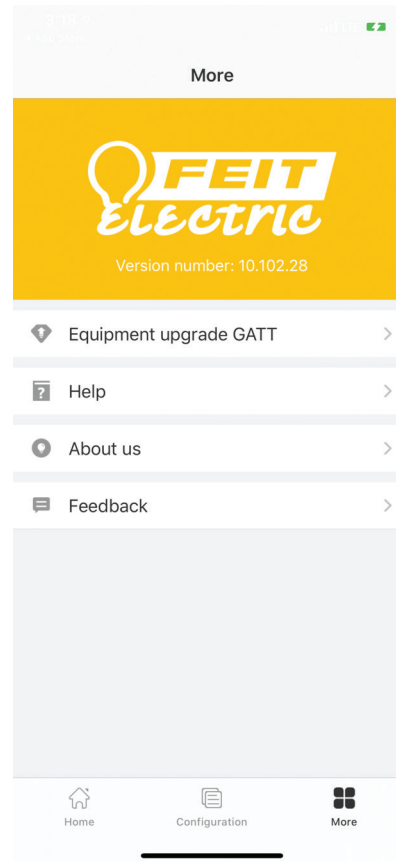 More
FEIT
ELECTRIC
Version number: 10.102.28
Equipment upgrade GATT
Help
About us
Feedback
Home
Configuration
More